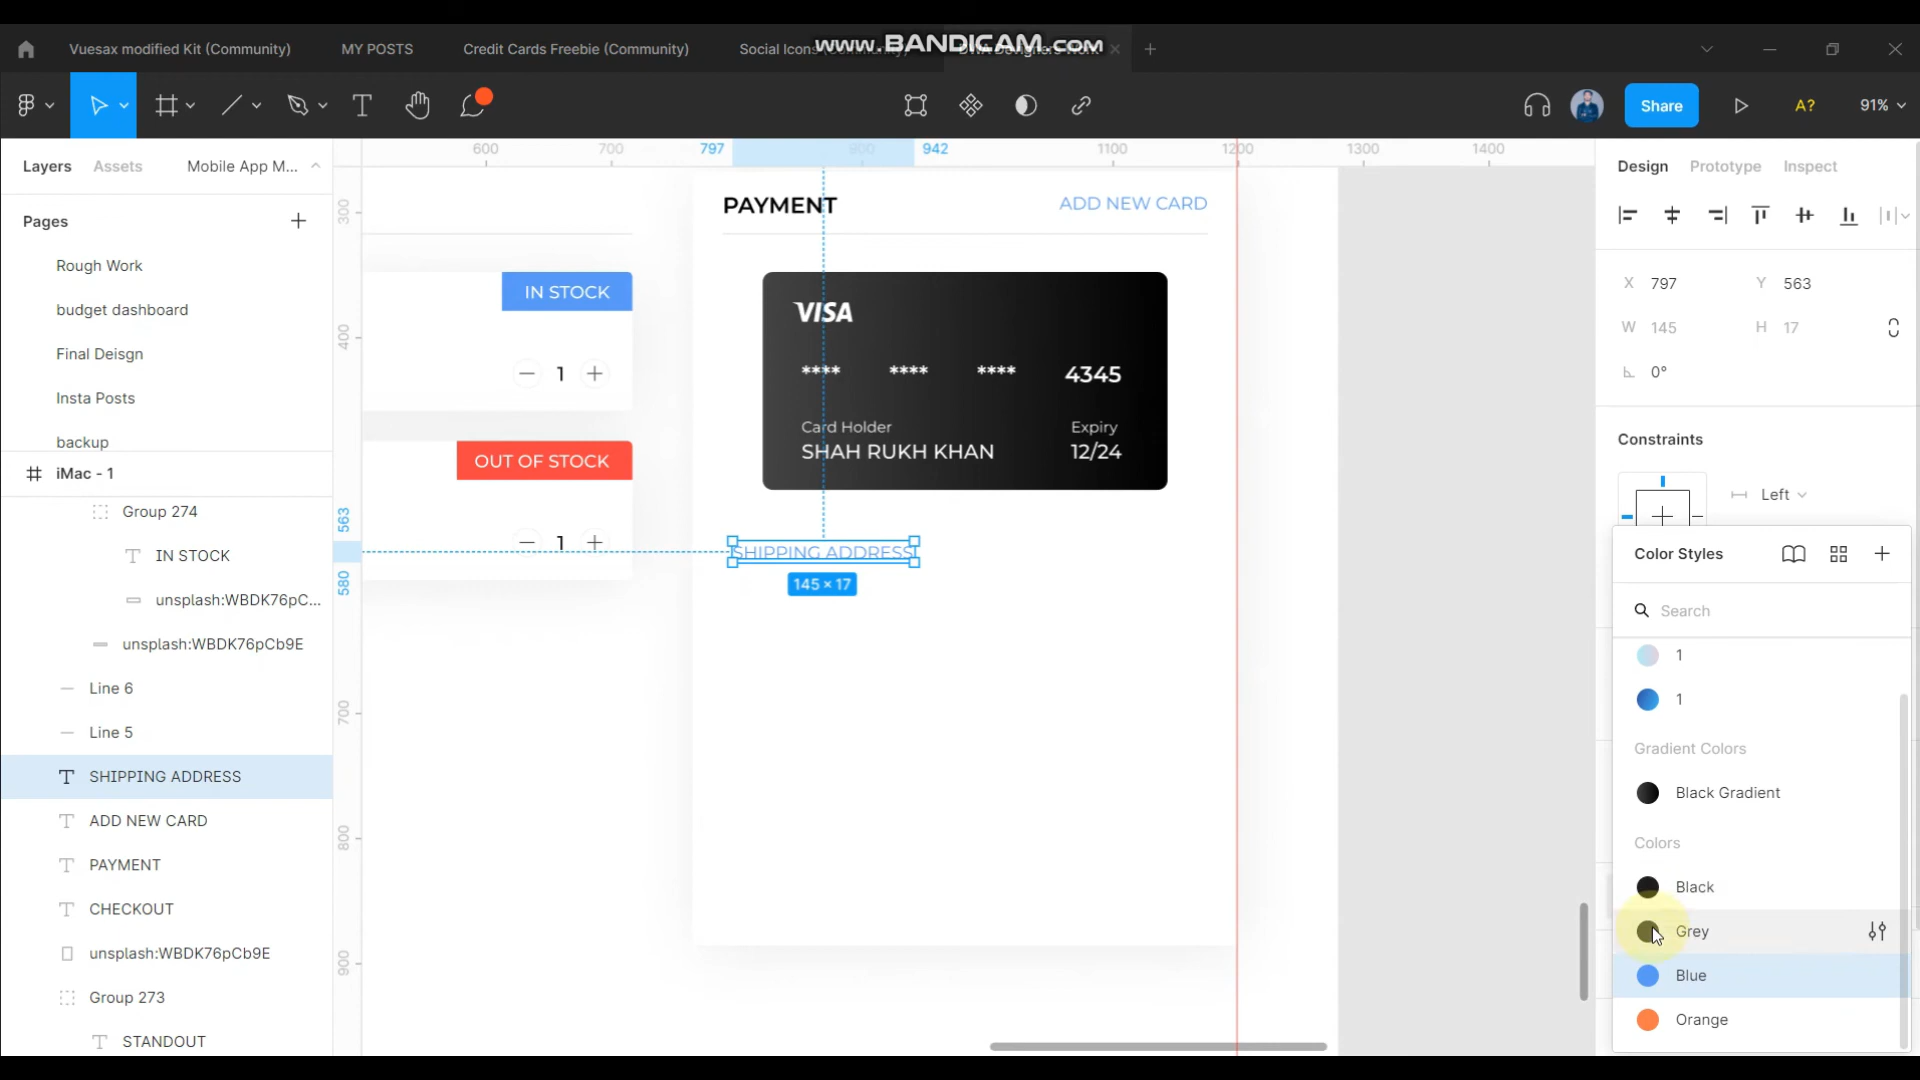 www.BANDICAM.com
Vuesax modified Kit (Community)
MY POSTS
Credit Cards Freebie (Community)
Social Icons (Community)
Share
A?
91%
Layers
Assets
Mobile App M...
Pages
Rough Work
budget dashboard
Final Deisgn
Insta Posts
backup
iMac - 1
Group 274
IN STOCK
unsplash:WBDK76pC...
unsplash:WBDK76pCb9E
Line 6
Line 5
SHIPPING ADDRESS
ADD NEW CARD
PAYMENT
CHECKOUT
unsplash:WBDK76pCb9E
Group 273
STANDOUT
600
700
797
900
942
1100
1200
1300
1400
300
400
563
580
700
800
900
IN STOCK
1
OUT OF STOCK
1
PAYMENT
ADD NEW CARD
VISA
**** **** **** 4345
Card Holder
Expiry
SHAH RUKH KHAN
12/24
SHIPPING ADDRESS
145 × 17
Design
Prototype
Inspect
X 797
Y 563
W 145
H 17
0°
Constraints
Left
Color Styles
Search
1
1
Gradient Colors
Black Gradient
Colors
Black
Grey
Blue
Orange